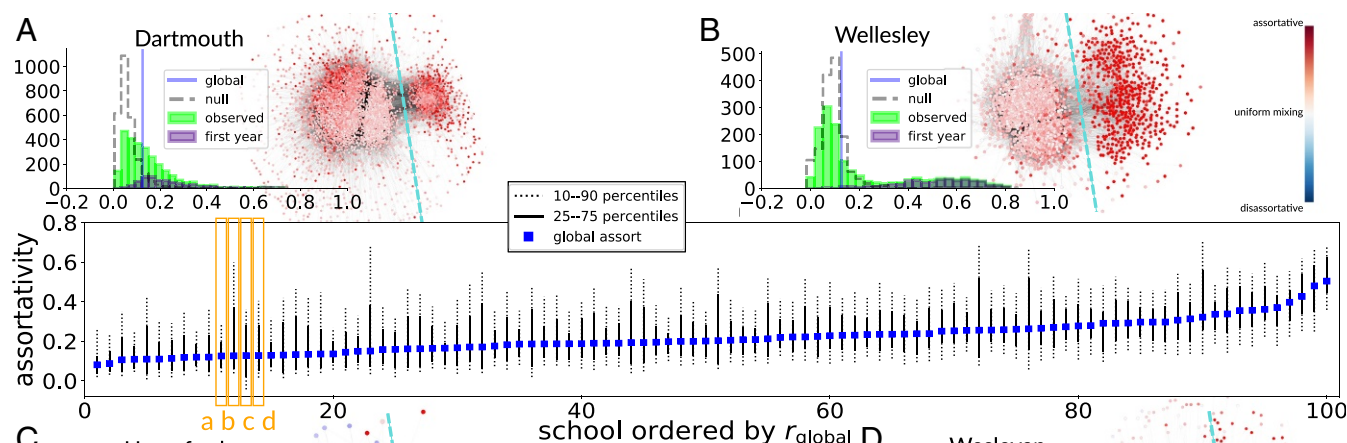 A
Dartmouth
1000
800
600
400
200
0
−0.2 0.0 0.2 0.4 0.6 0.8 1.0
global
null
observed
first year
B
Wellesley
500
400
300
200
100
0
−0.2 0.0 0.2 0.4 0.6 0.8 1.0
global
null
observed
first year
assortative
uniform mixing
disassortative
10--90 percentiles
25--75 percentiles
global assort
assortativity
0.8
0.6
0.4
0.2
0.0
0 20 40 60 80 100
a b c d
school ordered by r_global
C
D